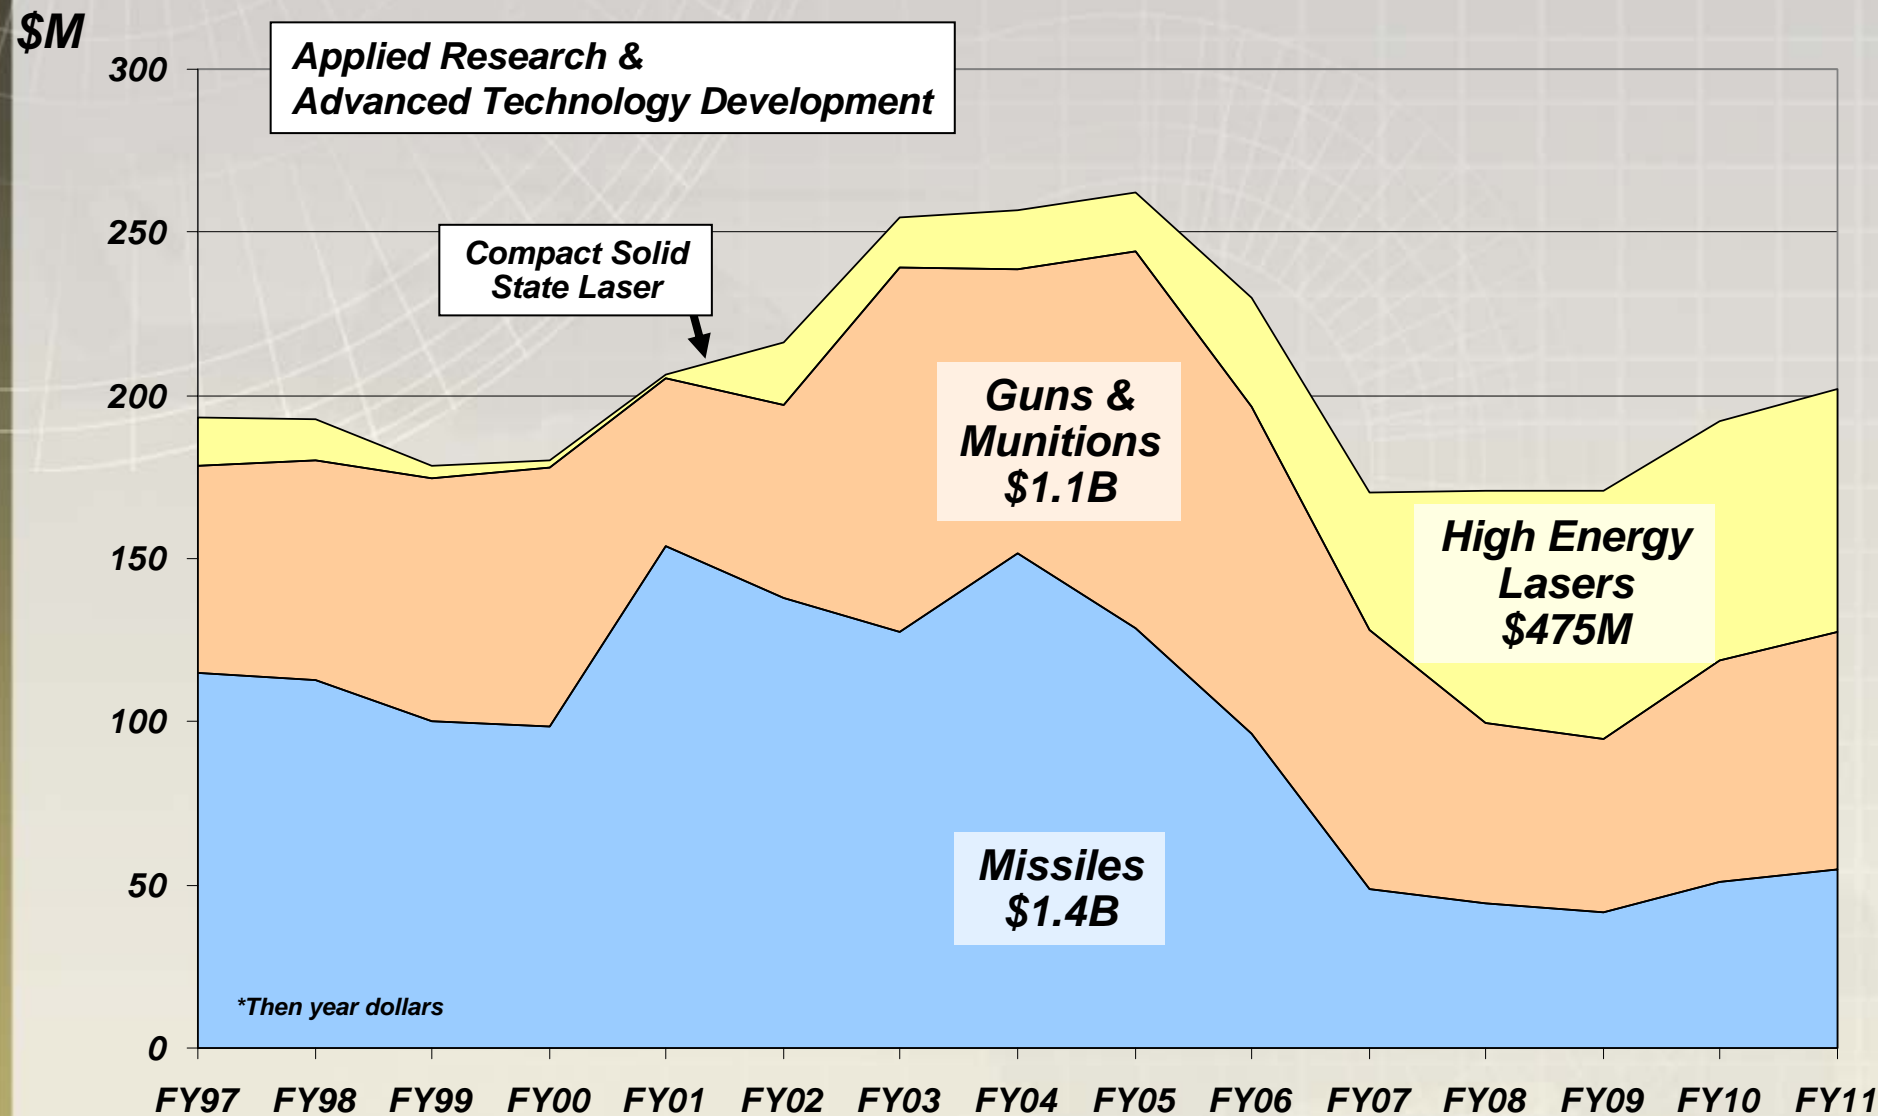 $M
Applied Research &
Advanced Technology Development
300
250
200
150
100
50
0
Compact Solid
State Laser
Guns &
Munitions
$1.1B
High Energy
Lasers
$475M
Missiles
$1.4B
*Then year dollars
FY97 FY98 FY99 FY00 FY01 FY02 FY03 FY04 FY05 FY06 FY07 FY08 FY09 FY10 FY11